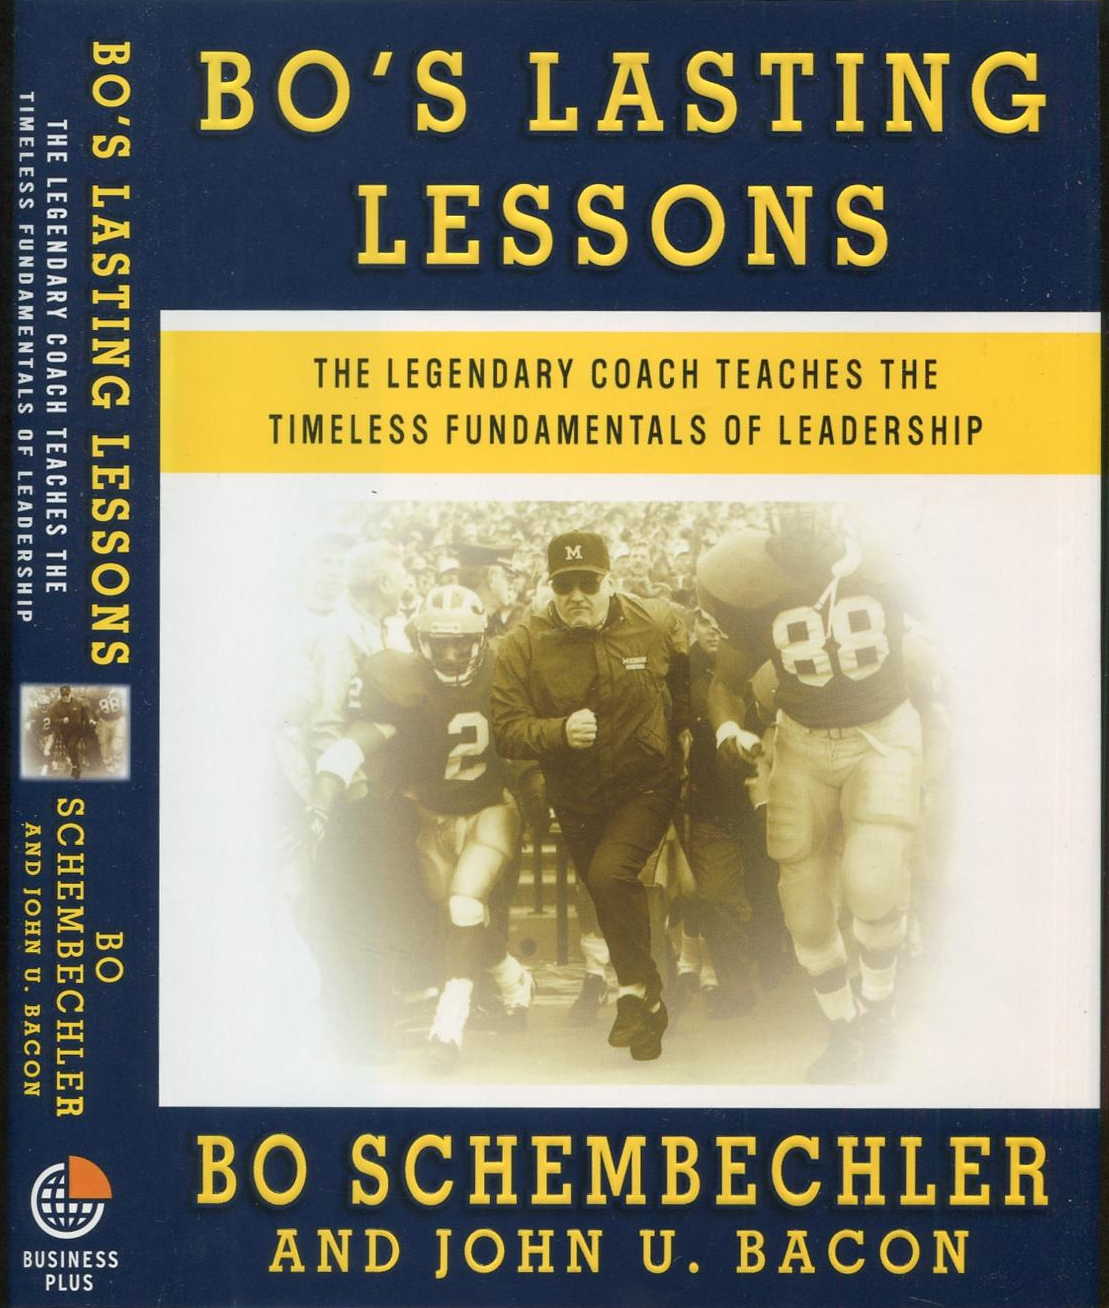 BO'S LASTING LESSONS
THE LEGENDARY COACH TEACHES THE
TIMELESS FUNDAMENTALS OF LEADERSHIP
BO
SCHEMBECHLER
AND JOHN U. BACON
BUSINESS
PLUS
BO'S LASTING
LESSONS
THE LEGENDARY COACH TEACHES THE
TIMELESS FUNDAMENTALS OF LEADERSHIP
M
2
2
88
BO SCHEMBECHLER
AND JOHN U. BACON